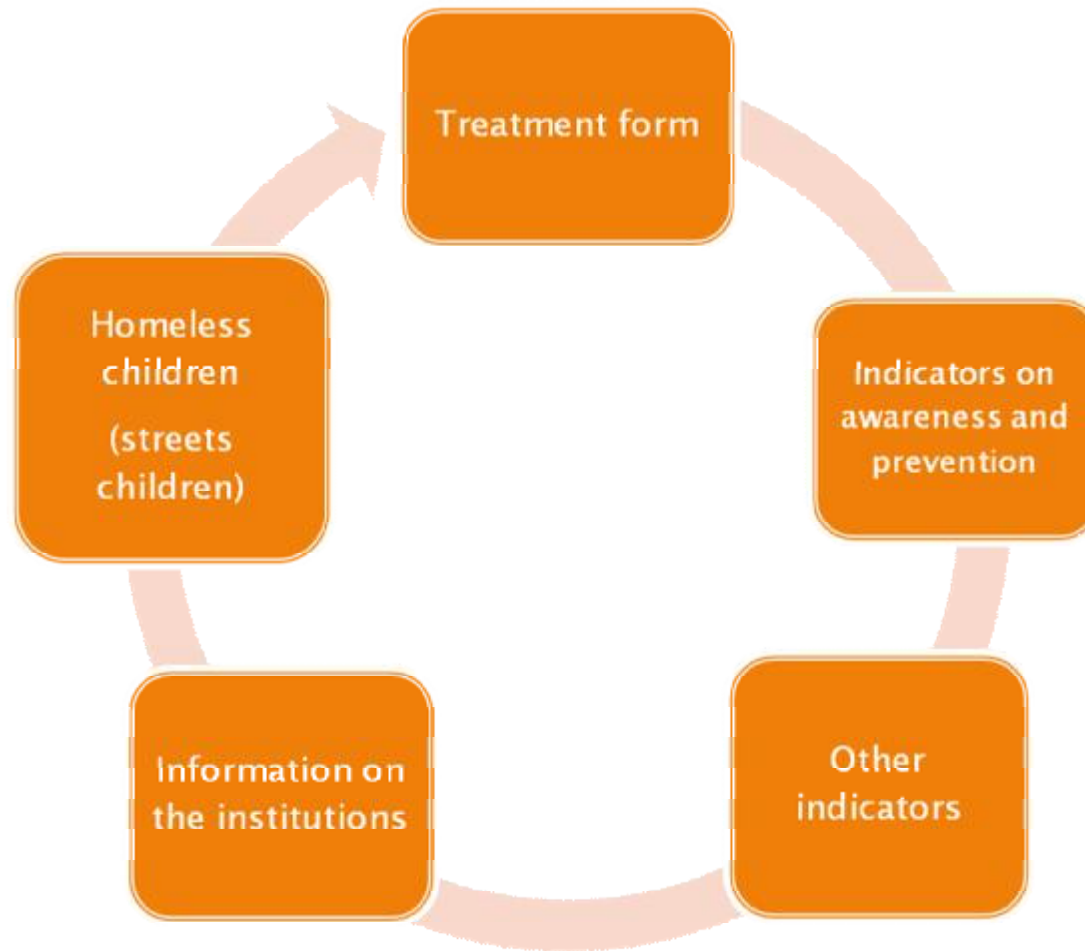 Treatment form
Indicators on
awareness and
prevention
Other
indicators
Information on
the institutions
Homeless
children
(streets
children)